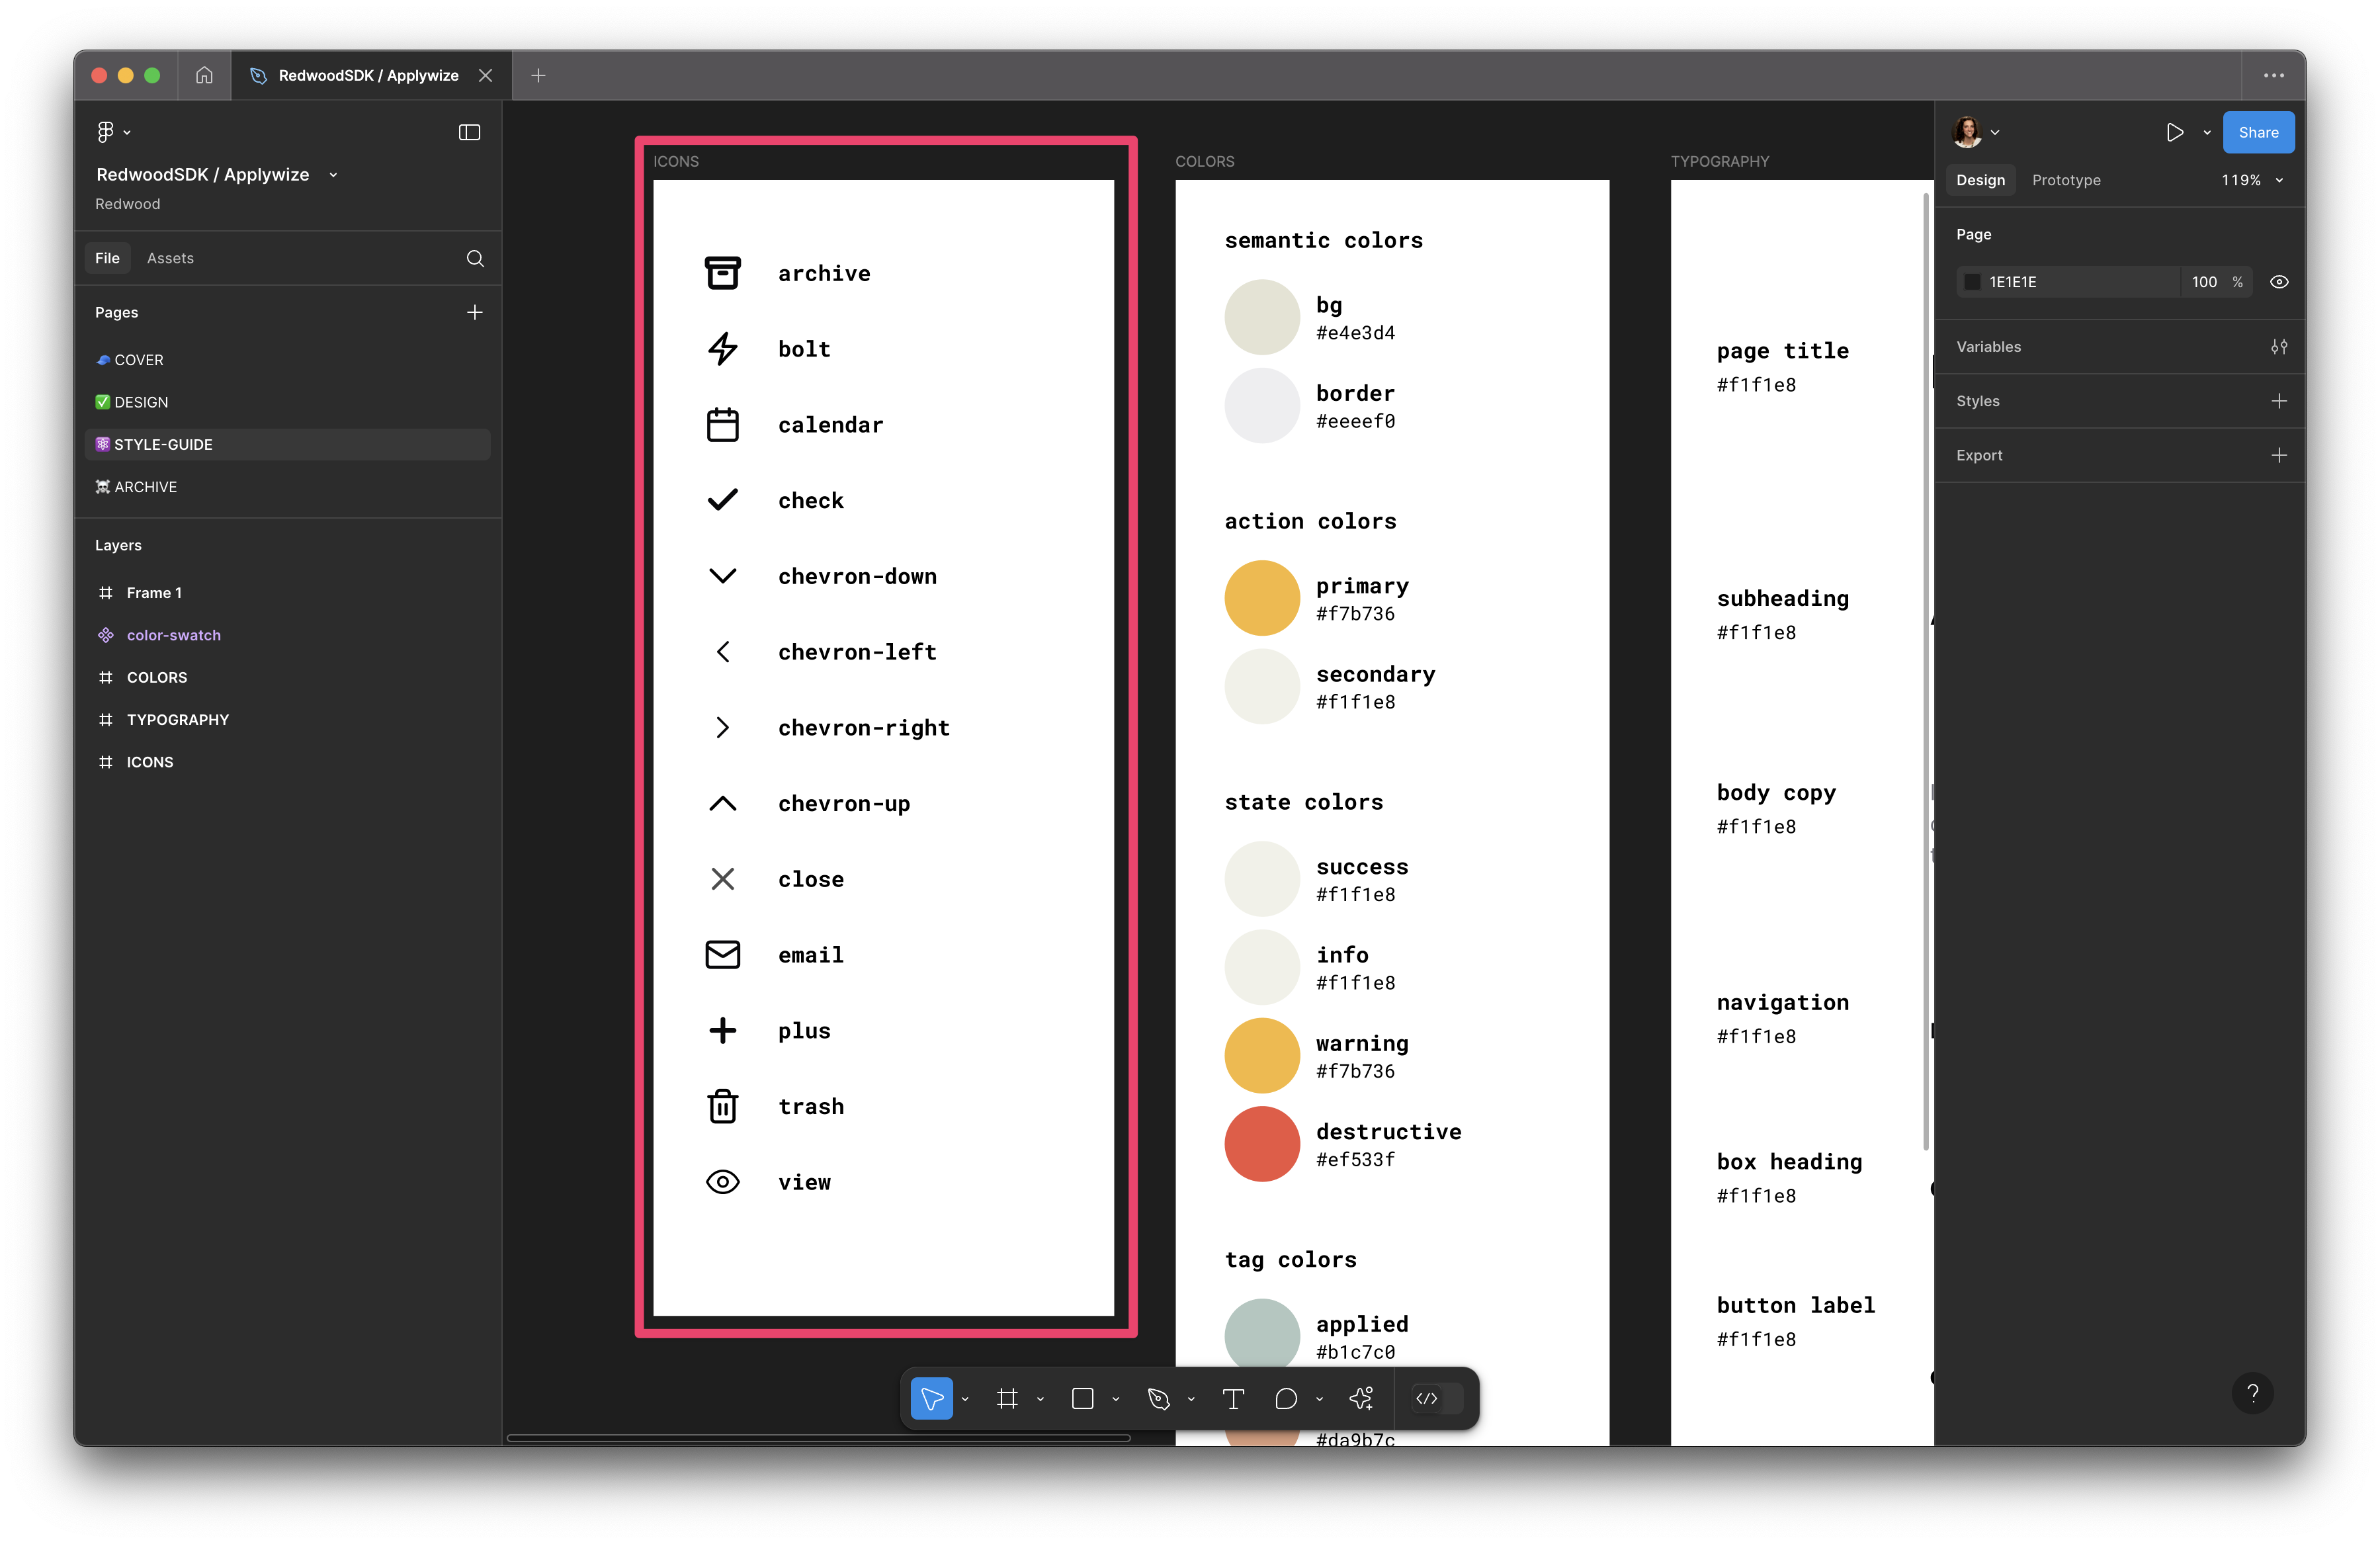 RedwoodSDK / Applywize
RedwoodSDK / Applywize
Redwood
File
Assets
Pages
COVER
DESIGN
STYLE-GUIDE
ARCHIVE
Layers
Frame 1
color-swatch
COLORS
TYPOGRAPHY
ICONS
ICONS
archive
bolt
calendar
check
chevron-down
chevron-left
chevron-right
chevron-up
close
email
plus
trash
view
COLORS
semantic colors
bg
#e4e3d4
border
#eeeef0
action colors
primary
#f7b736
secondary
#f1f1e8
state colors
success
#f1f1e8
info
#f1f1e8
warning
#f7b736
destructive
#ef533f
tag colors
applied
#b1c7c0
#da9b7c
TYPOGRAPHY
page title
#f1f1e8
subheading
#f1f1e8
body copy
#f1f1e8
navigation
#f1f1e8
box heading
#f1f1e8
button label
#f1f1e8
Share
Design
Prototype
119%
Page
1E1E1E
100 %
Variables
Styles
Export
?